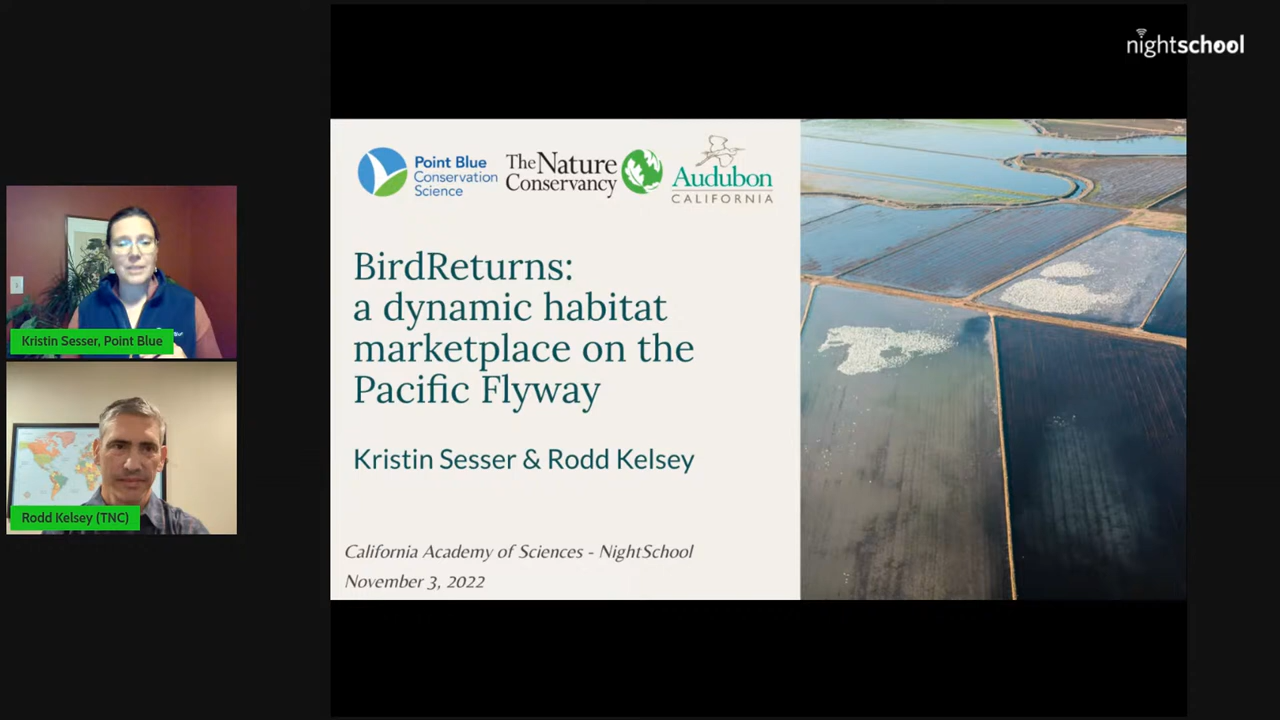 nightschool
Point Blue
Conservation
Science
The Nature
Conservancy
Audubon
CALIFORNIA
BirdReturns:
a dynamic habitat
marketplace on the
Pacific Flyway
Kristin Sesser & Rodd Kelsey
California Academy of Sciences - NightSchool
November 3, 2022
Kristin Sesser, Point Blue
Rodd Kelsey (TNC)